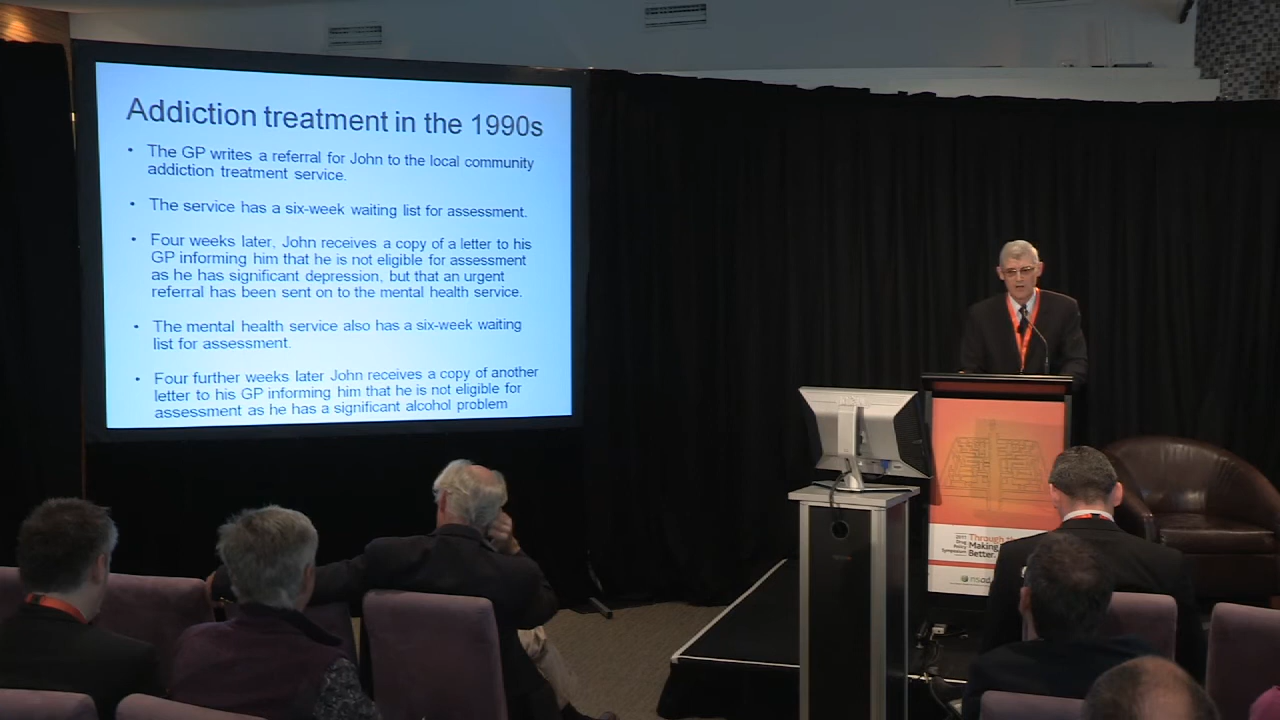 Addiction treatment in the 1990s
• The GP writes a referral for John to the local community
addiction treatment service.
• The service has a six-week waiting list for assessment.
• Four weeks later, John receives a copy of a letter to his
GP informing him that he is not eligible for assessment
as he has significant depression, but that an urgent
referral has been sent on to the mental health service.
• The mental health service also has a six-week waiting
list for assessment.
• Four further weeks later John receives a copy of another
letter to his GP informing him that he is not eligible for
assessment as he has a significant alcohol problem
2011
Drug
Policy
Symposium
Through
Making
Better.